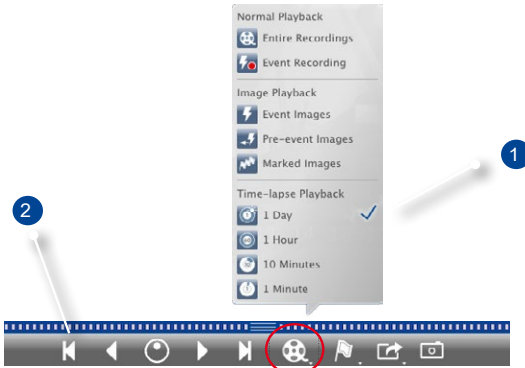 Normal Playback
Entire Recordings
Event Recording
Image Playback
Event Images
Pre-event Images
Marked Images
Time-lapse Playback
1 Day
1 Hour
10 Minutes
1 Minute
1
2